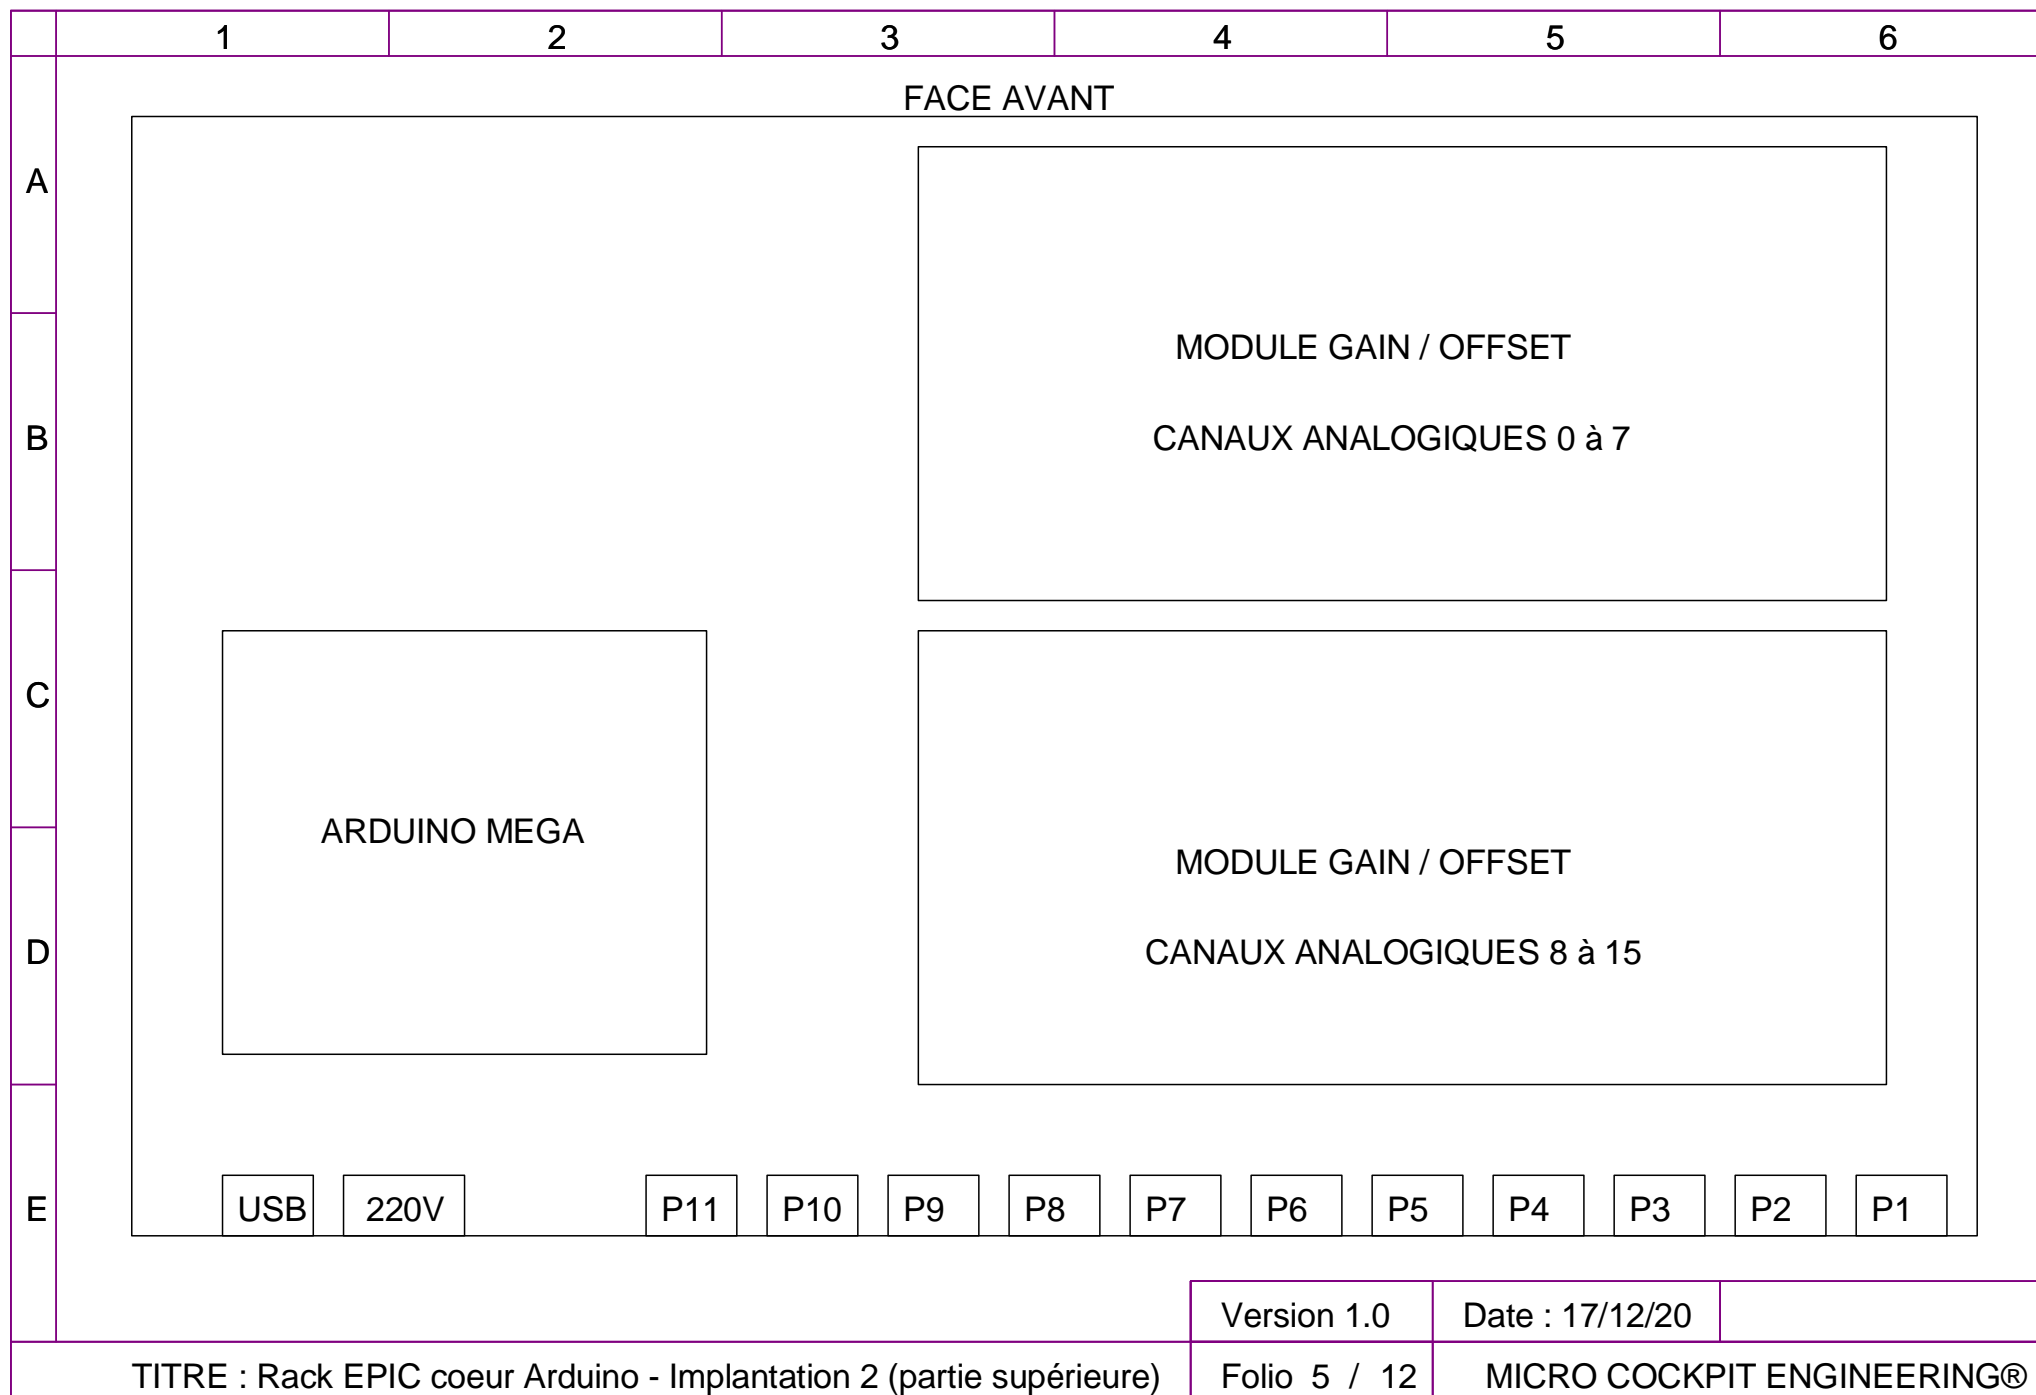 1 2 3 4 5 6
FACE AVANT
A
MODULE GAIN / OFFSET
B
CANAUX ANALOGIQUES 0 à 7
C
ARDUINO MEGA
MODULE GAIN / OFFSET
D
CANAUX ANALOGIQUES 8 à 15
E
USB 220V P11 P10 P9 P8 P7 P6 P5 P4 P3 P2 P1
Version 1.0 Date : 17/12/20
TITRE : Rack EPIC coeur Arduino - Implantation 2 (partie supérieure) Folio 5 / 12 MICRO COCKPIT ENGINEERING®